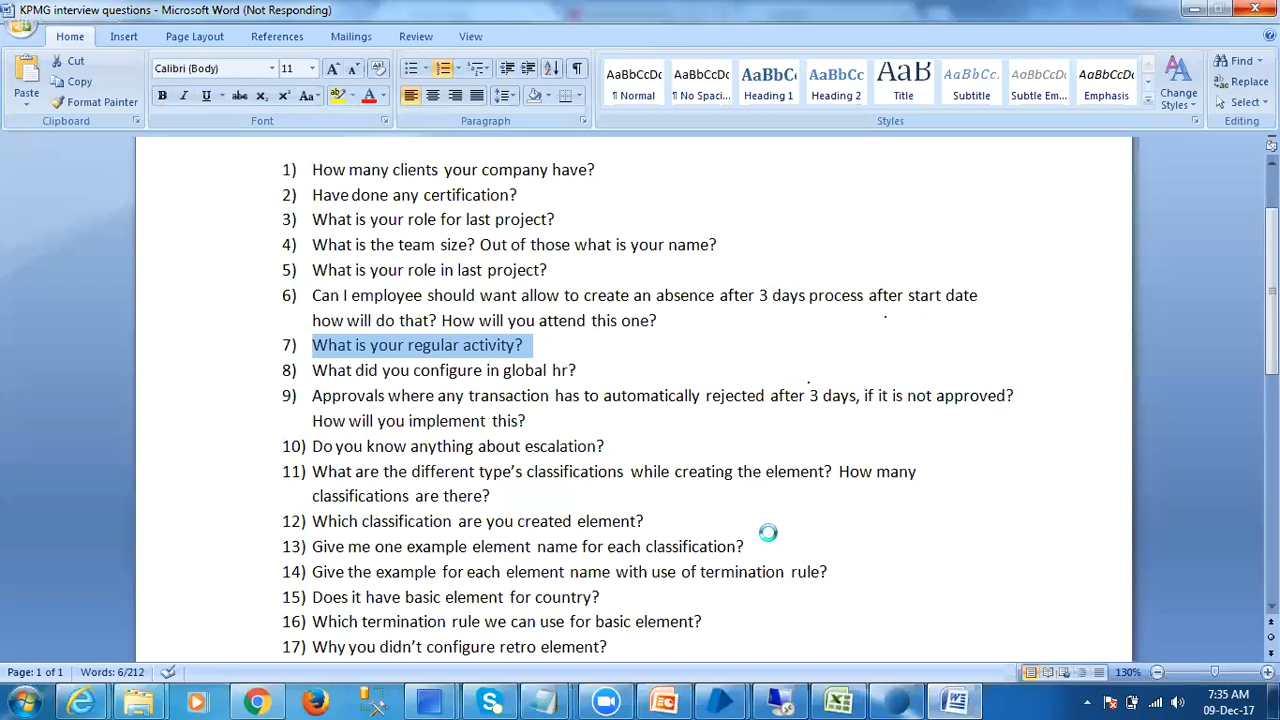 KPMG interview questions - Microsoft Word (Not Responding)
Home Insert Page Layout References Mailings Review View
Paste
Cut
Copy
Format Painter
Clipboard
Calibri (Body) 11
B I U abc X₂ X² Aa
Font
Paragraph
AaBbCcDc AaBbCcDc AaBbCc AaBbCc AaB AaBbCc AaBbCcDc AaBbCcDc
¶ Normal ¶ No Spaci... Heading 1 Heading 2 Title Subtitle Subtle Em... Emphasis
Change Styles
Styles
Find
Replace
Select
Editing
1) How many clients your company have?
2) Have done any certification?
3) What is your role for last project?
4) What is the team size? Out of those what is your name?
5) What is your role in last project?
6) Can I employee should want allow to create an absence after 3 days process after start date
how will do that? How will you attend this one?
7) What is your regular activity?
8) What did you configure in global hr?
9) Approvals where any transaction has to automatically rejected after 3 days, if it is not approved?
How will you implement this?
10) Do you know anything about escalation?
11) What are the different type’s classifications while creating the element? How many
classifications are there?
12) Which classification are you created element?
13) Give me one example element name for each classification?
14) Give the example for each element name with use of termination rule?
15) Does it have basic element for country?
16) Which termination rule we can use for basic element?
17) Why you didn’t configure retro element?
Page: 1 of 1 Words: 6/212 130%
7:35 AM
09-Dec-17